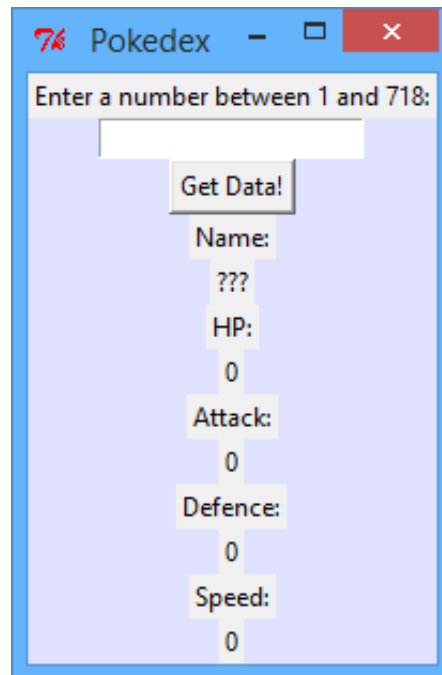 Pokedex
Enter a number between 1 and 718:
Get Data!
Name:
???
HP:
0
Attack:
0
Defence:
0
Speed:
0